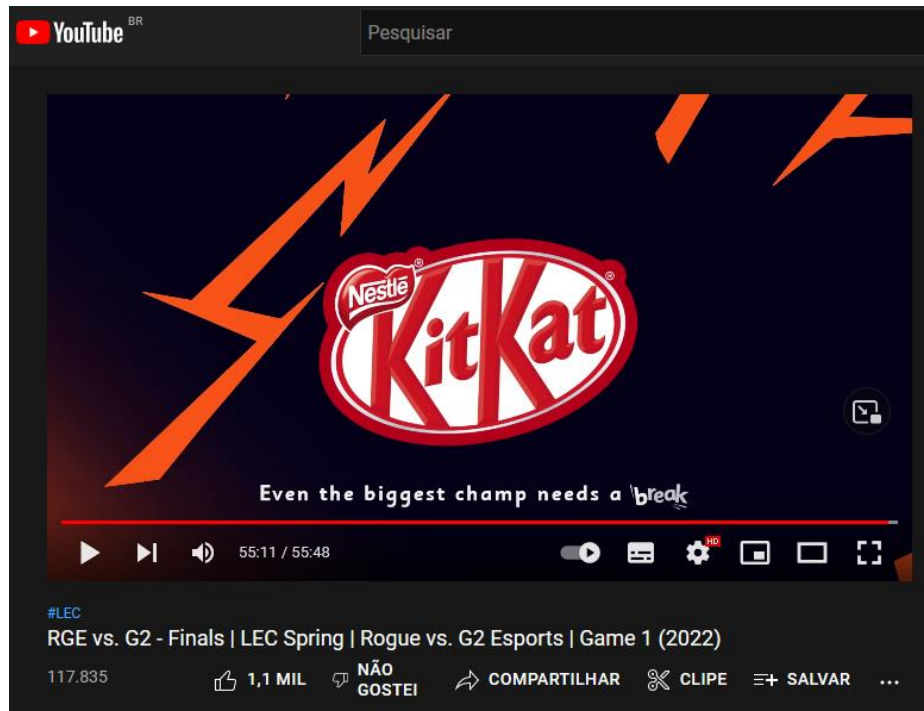 YouTube BR
Pesquisar
Nestlé®
KitKat®
Even the biggest champ needs a break
55:11 / 55:48
HD
#LEC
RGE vs. G2 - Finals | LEC Spring | Rogue vs. G2 Esports | Game 1 (2022)
117.835 1,1 MIL NÃO GOSTEI COMPARTILHAR CLIPE SALVAR ...